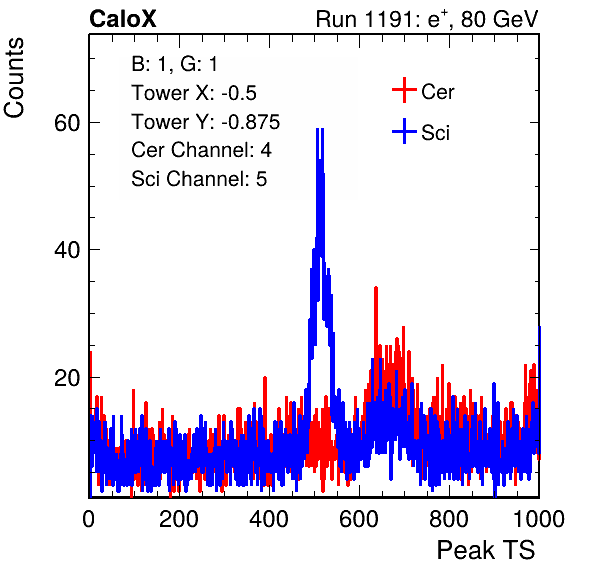 CaloX
Run 1191: e+, 80 GeV
Counts
B: 1, G: 1
Tower X: -0.5
Tower Y: -0.875
Cer Channel: 4
Sci Channel: 5
Cer
Sci
60
40
20
0 200 400 600 800 1000
Peak TS